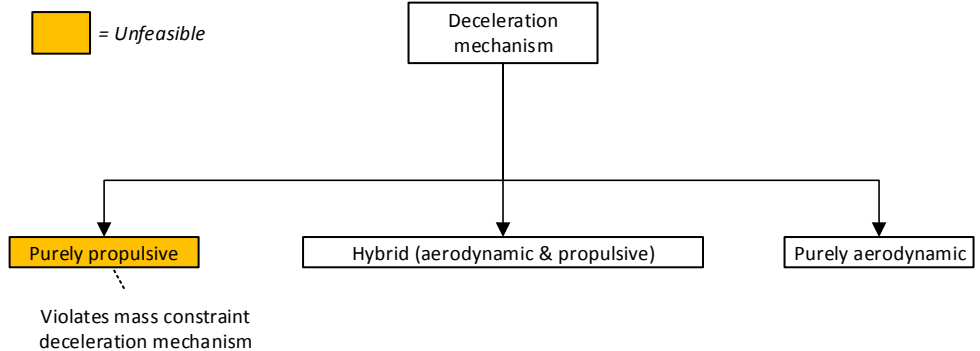 = Unfeasible
Deceleration
mechanism
Purely propulsive
Hybrid (aerodynamic & propulsive)
Purely aerodynamic
Violates mass constraint
deceleration mechanism